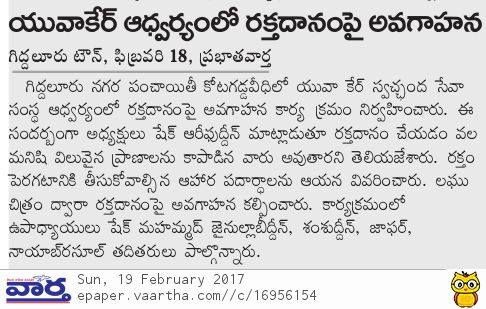 యువాకేర్ ఆధ్వర్యంలో రక్తదానంపై అవగాహన
గిద్దలూరు టౌన్, ఫిబ్రవరి 18, ప్రభాతవార్త
గిద్దలూరు నగర పంచాయితీ కోటగడ్డవీధిలో యువా కేర్ స్వచ్ఛంద సేవా
సంస్థ ఆధ్వర్యంలో రక్తదానంపై అవగాహన కార్య క్రమం నిర్వహించారు. ఈ
సందర్భంగా అధ్యక్షులు షేక్ ఆరీఫుద్దీన్ మాట్లాడుతూ రక్తదానం చేయడం వల
మనిషి విలువైన ప్రాణాలను కాపాడిన వారు అవుతారని తెలియజేశారు. రక్తం
పెరగటానికి తీసుకోవాల్సిన ఆహార పదార్ధాలను ఆయన వివరించారు. లఘు
చిత్రం ద్వారా రక్తదానంపై అవగాహన కల్పించారు. కార్యక్రమంలో
ఉపాధ్యాయులు షేక్ మహమ్మద్ జైనుల్లాబీద్దీన్, శంశుద్దీన్, జాఫర్,
నాయాబ్‌రసూల్ తదితరులు పాల్గొన్నారు.
వార్త
Sun, 19 February 2017
epaper.vaartha.com//c/16956154